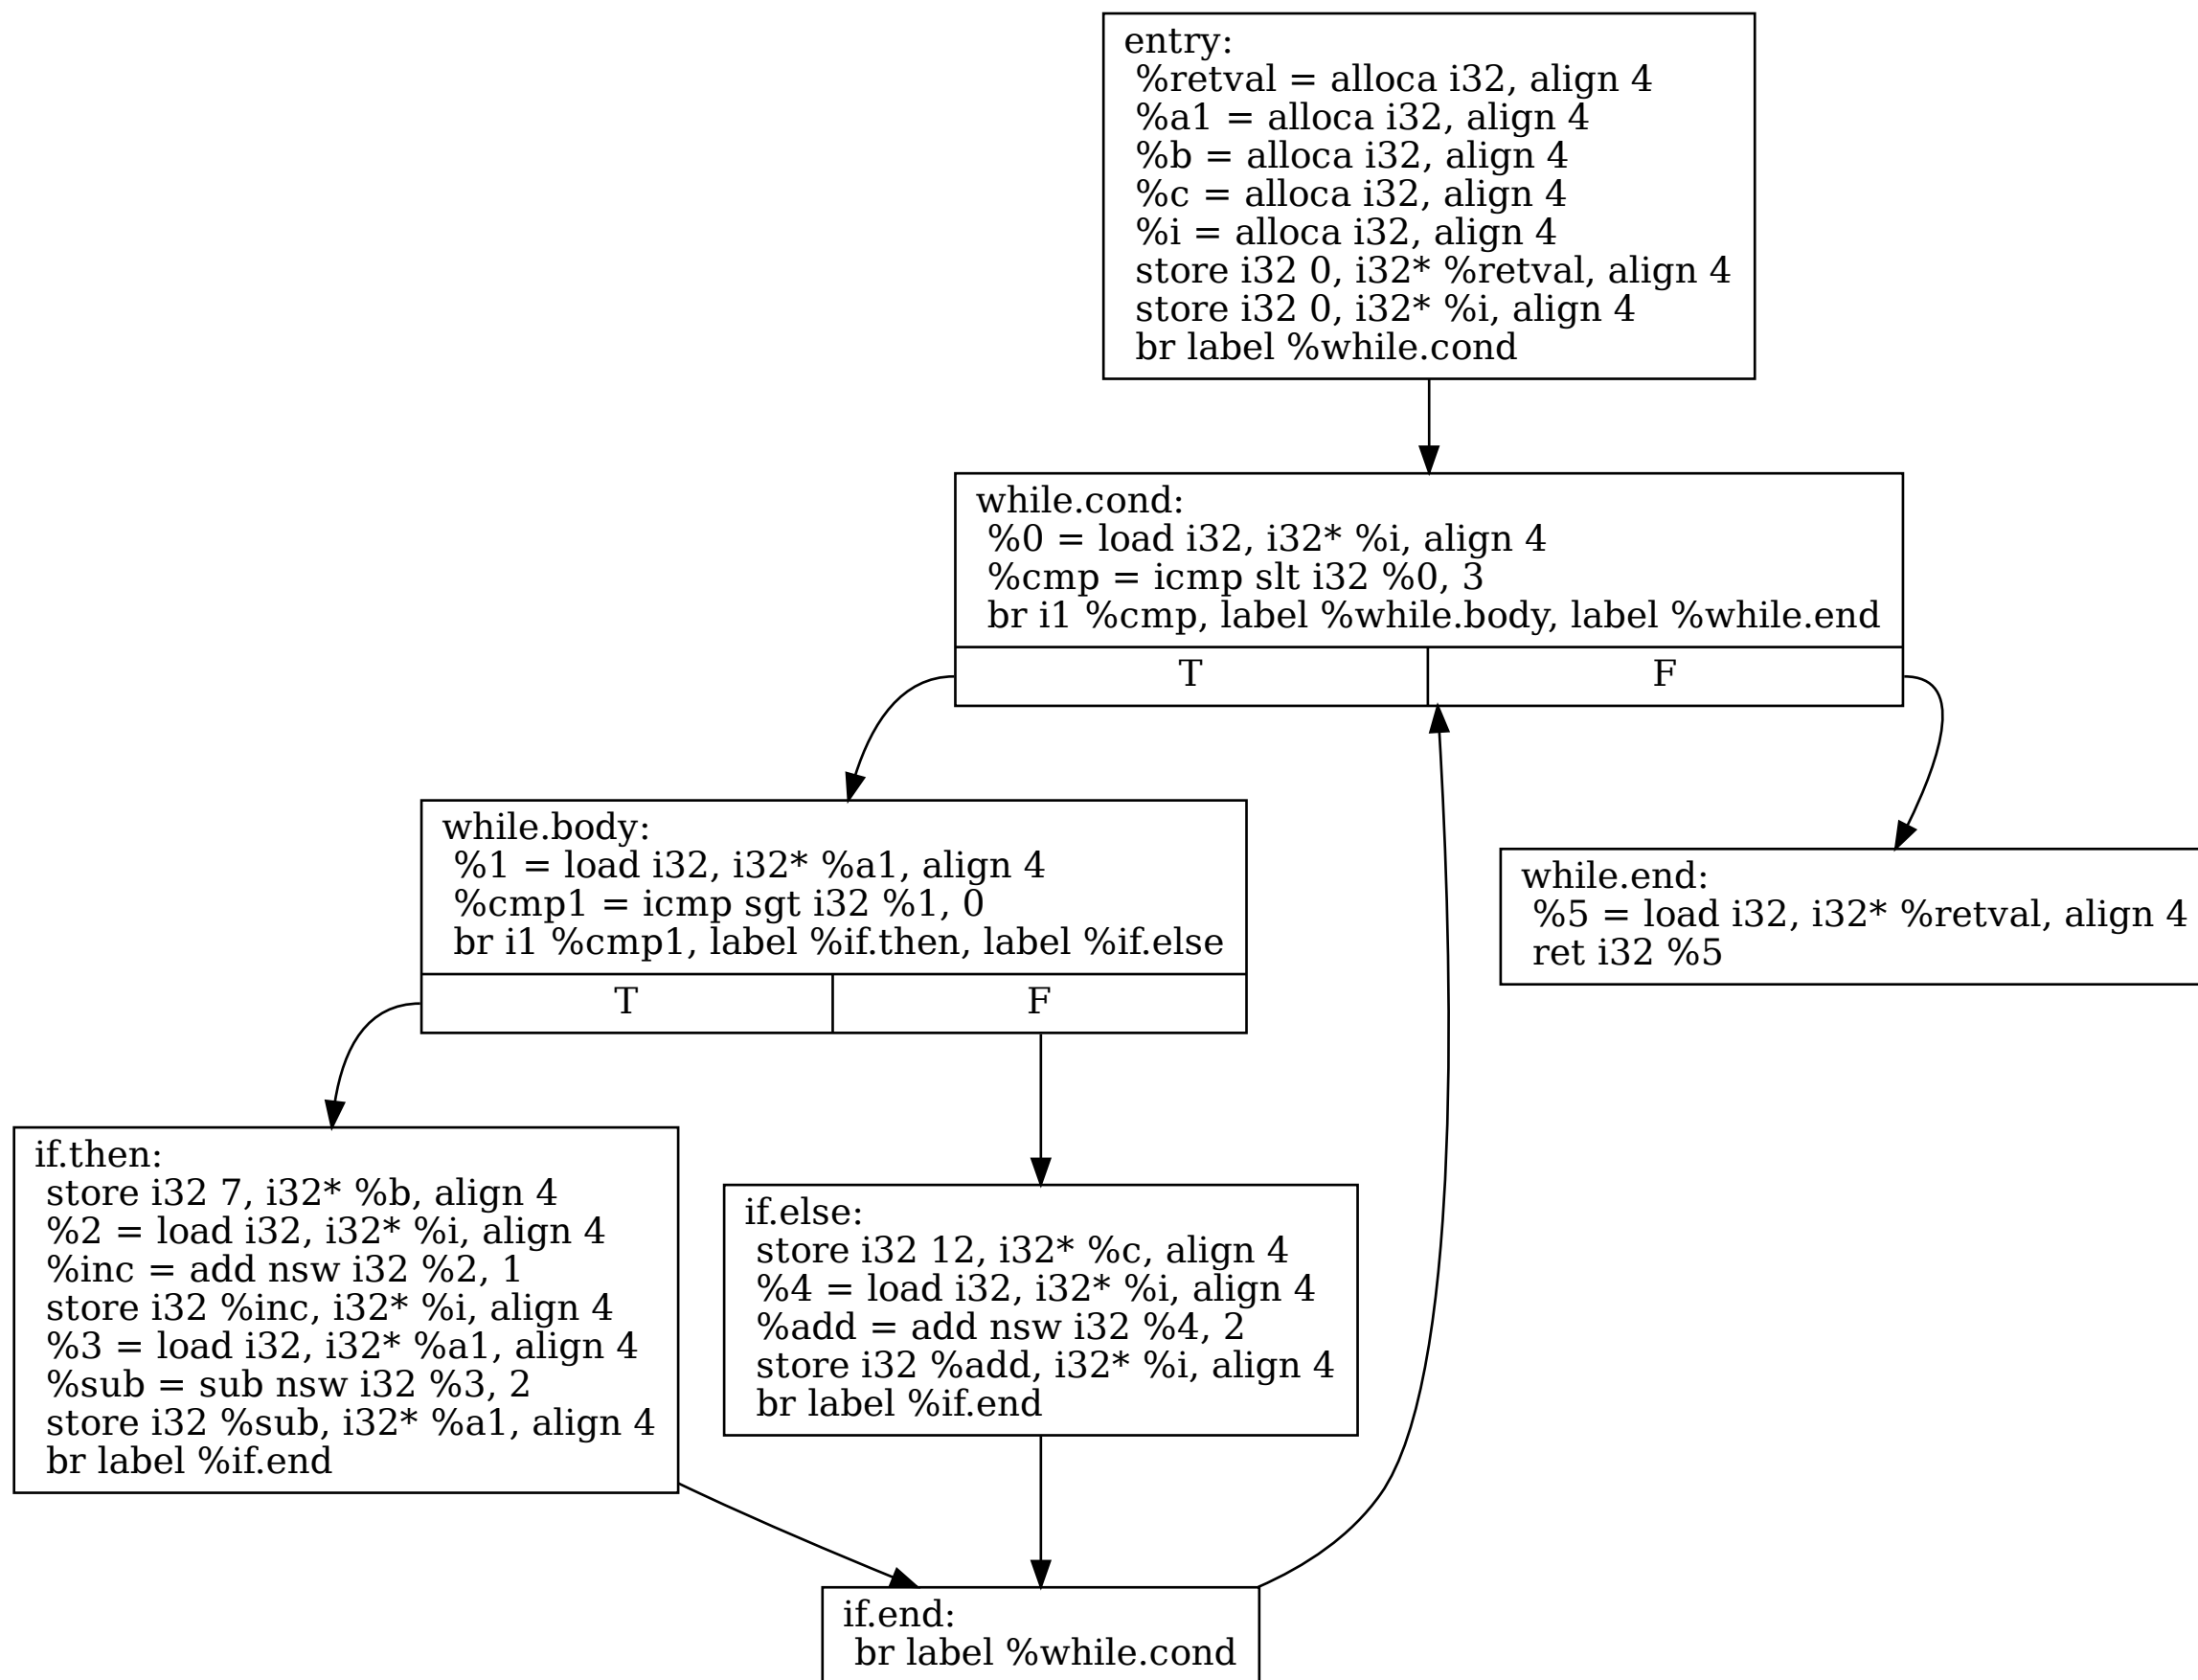 entry:
%retval = alloca i32, align 4
%a1 = alloca i32, align 4
%b = alloca i32, align 4
%c = alloca i32, align 4
%i = alloca i32, align 4
store i32 0, i32* %retval, align 4
store i32 0, i32* %i, align 4
br label %while.cond
while.cond:
%0 = load i32, i32* %i, align 4
%cmp = icmp slt i32 %0, 3
br i1 %cmp, label %while.body, label %while.end
T
F
while.body:
%1 = load i32, i32* %a1, align 4
%cmp1 = icmp sgt i32 %1, 0
br i1 %cmp1, label %if.then, label %if.else
T
F
while.end:
%5 = load i32, i32* %retval, align 4
ret i32 %5
if.then:
store i32 7, i32* %b, align 4
%2 = load i32, i32* %i, align 4
%inc = add nsw i32 %2, 1
store i32 %inc, i32* %i, align 4
%3 = load i32, i32* %a1, align 4
%sub = sub nsw i32 %3, 2
store i32 %sub, i32* %a1, align 4
br label %if.end
if.else:
store i32 12, i32* %c, align 4
%4 = load i32, i32* %i, align 4
%add = add nsw i32 %4, 2
store i32 %add, i32* %i, align 4
br label %if.end
if.end:
br label %while.cond